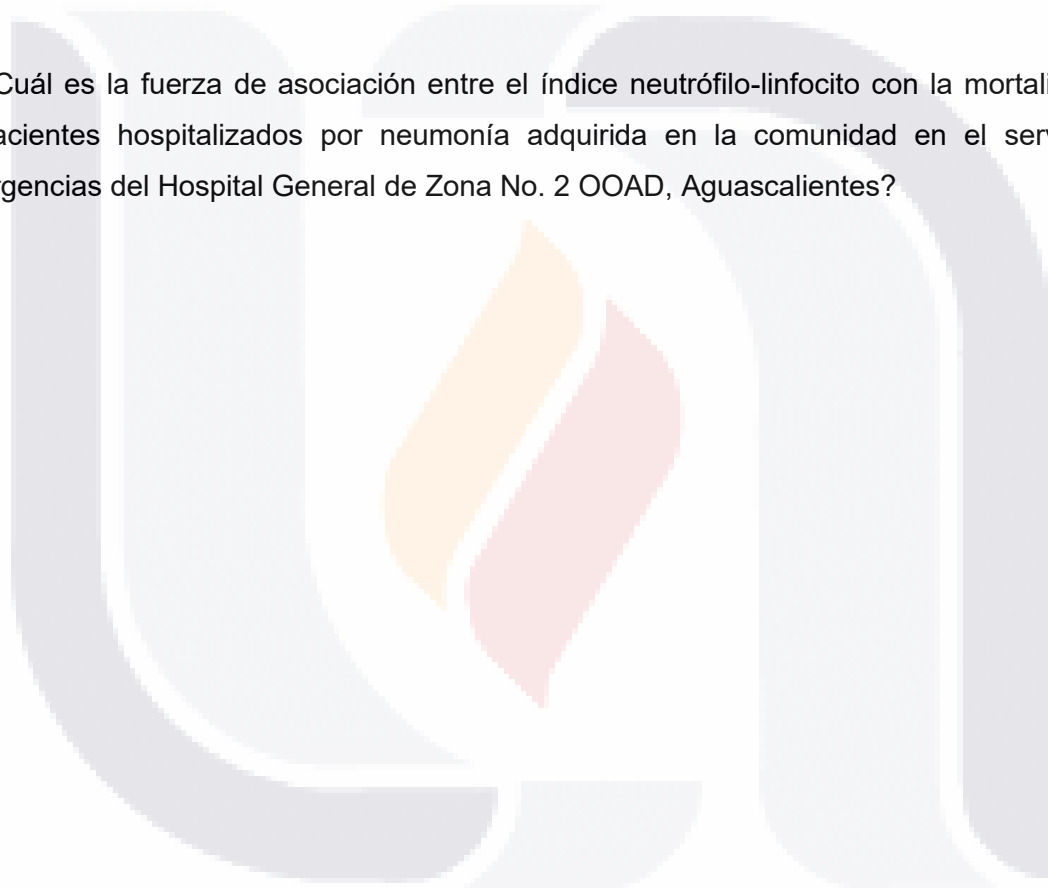 Cuál es la fuerza de asociación entre el índice neutrófilo-linfocito con la mortali
acientes hospitalizados por neumonía adquirida en la comunidad en el serv
rgencias del Hospital General de Zona No. 2 OOAD, Aguascalientes?